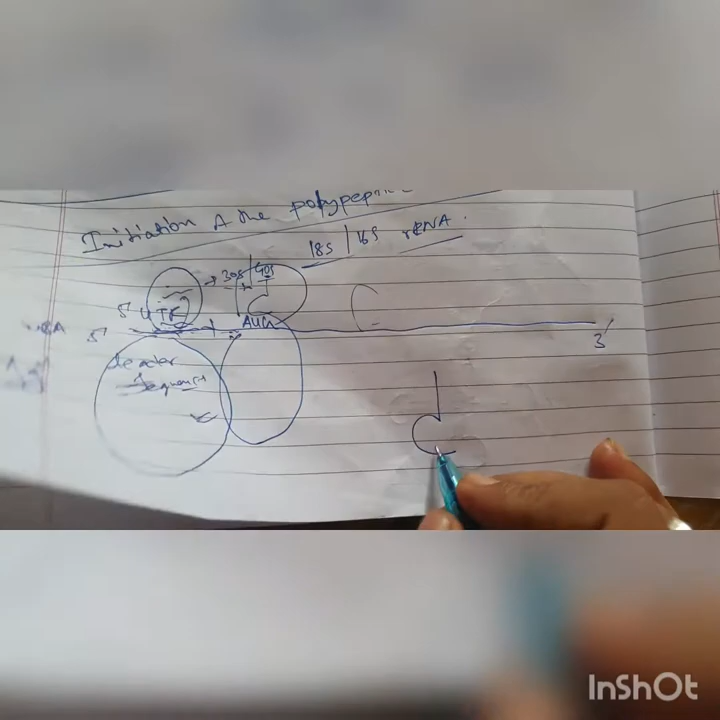 Initiation of the polypeptide
18s / 16s rRNA.
30s / 40s
5' UTR
AUG
5'
3'
leader
sequence
InShOt